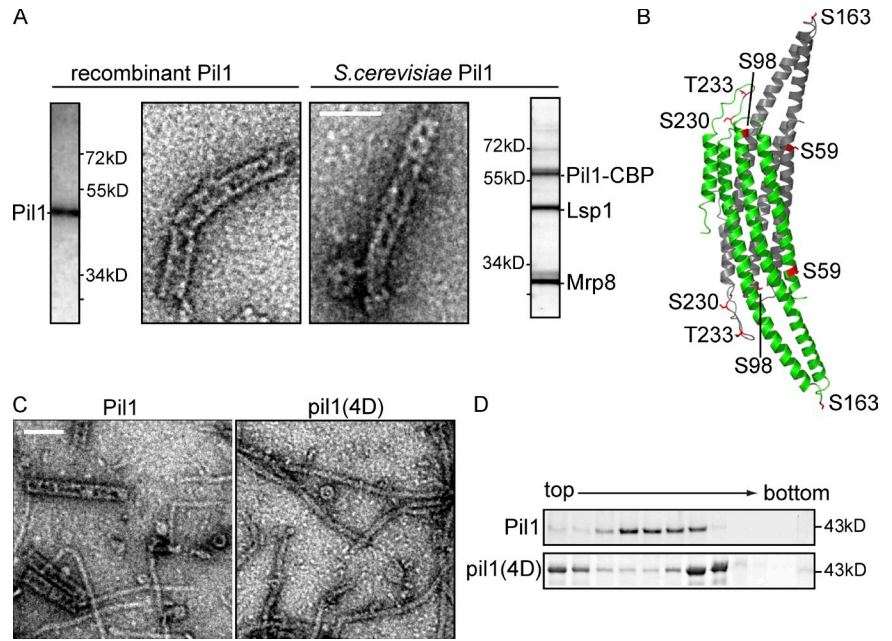 A
recombinant Pil1
S.cerevisiae Pil1
72kD
55kD
Pil1
34kD
72kD
55kD
34kD
Pil1-CBP
Lsp1
Mrp8
B
S163
S98
T233
S230
S59
S59
S230
T233
S98
S163
C
Pil1
pil1(4D)
D
top
bottom
Pil1
43kD
pil1(4D)
43kD